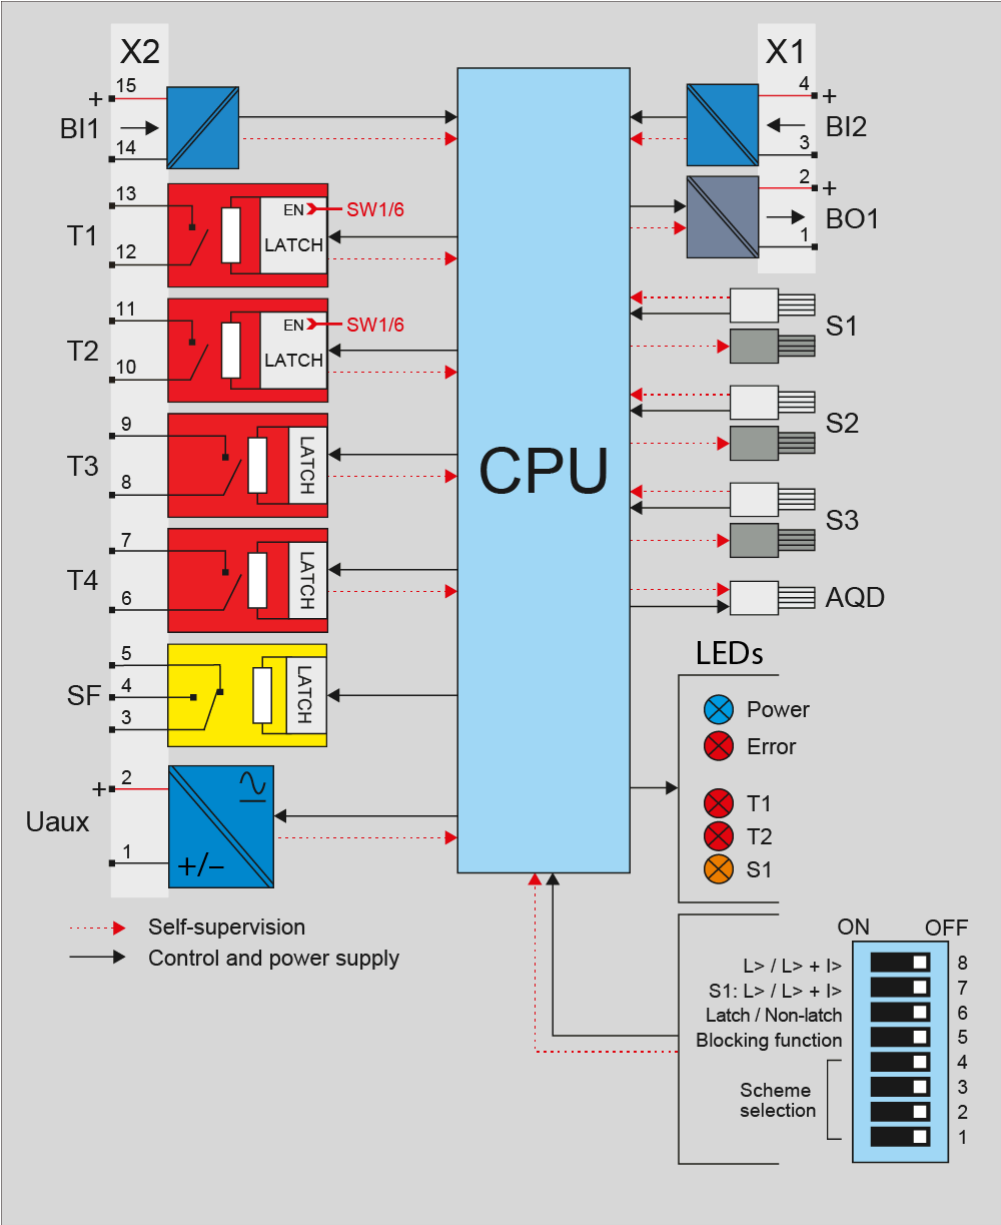 X2
X1
15
+
BI1
14
4
+
BI2
3
2
+
BO1
1
13
T1
12
EN
SW1/6
LATCH
11
T2
10
EN
SW1/6
LATCH
9
T3
8
LATCH
7
T4
6
LATCH
5
SF
4
3
LATCH
+
2
Uaux
1
+/−
CPU
S1
S2
S3
AQD
LEDs
Power
Error
T1
T2
S1
Self-supervision
Control and power supply
ON OFF
L> / L> + I> 8
S1: L> / L> + I> 7
Latch / Non-latch 6
Blocking function 5
4
Scheme 3
selection 2
1